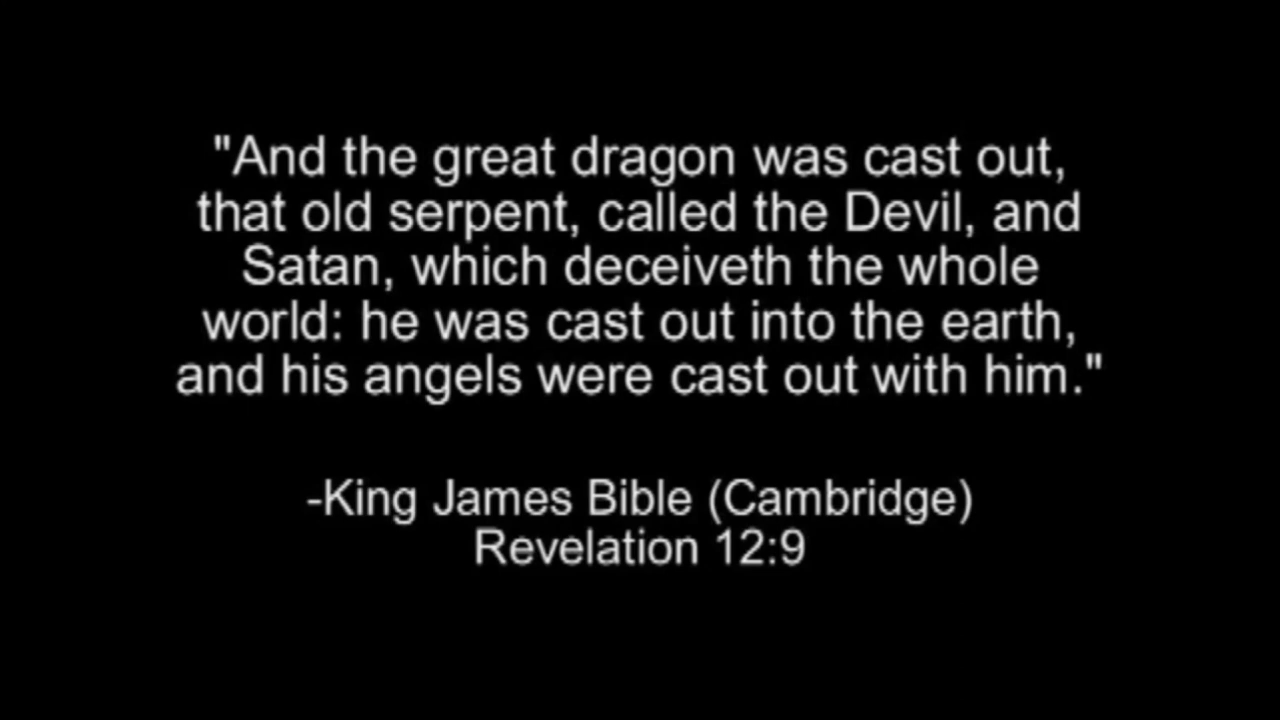 "And the great dragon was cast out,
that old serpent, called the Devil, and
Satan, which deceiveth the whole
world: he was cast out into the earth,
and his angels were cast out with him."
-King James Bible (Cambridge)
Revelation 12:9